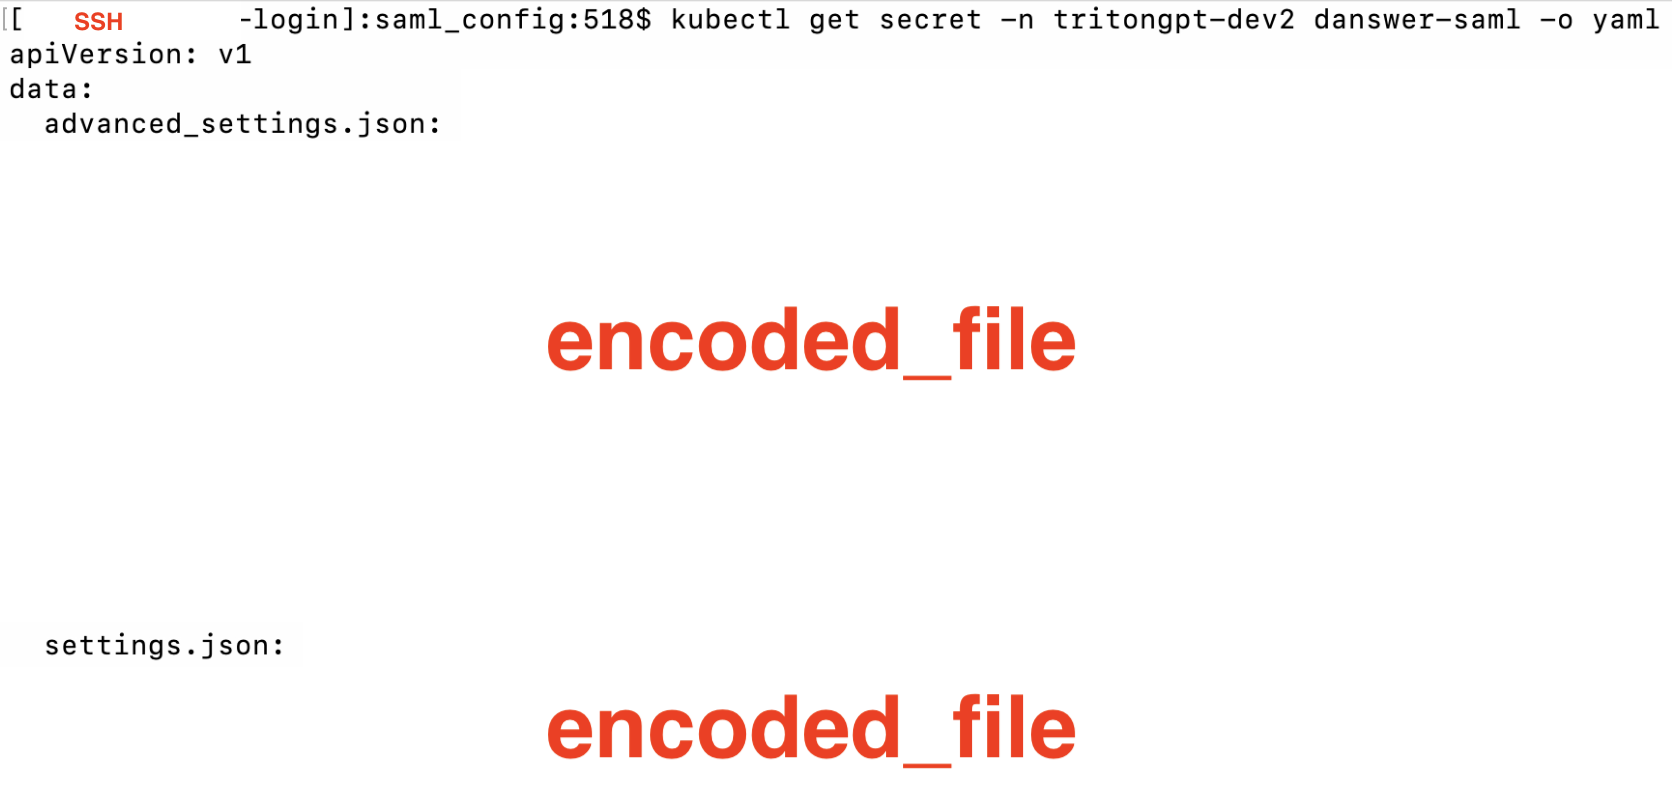 [[ SSH -login]:saml_config:518$ kubectl get secret -n tritongpt-dev2 danswer-saml -o yaml
apiVersion: v1
data:
  advanced_settings.json:
encoded_file
  settings.json:
encoded_file